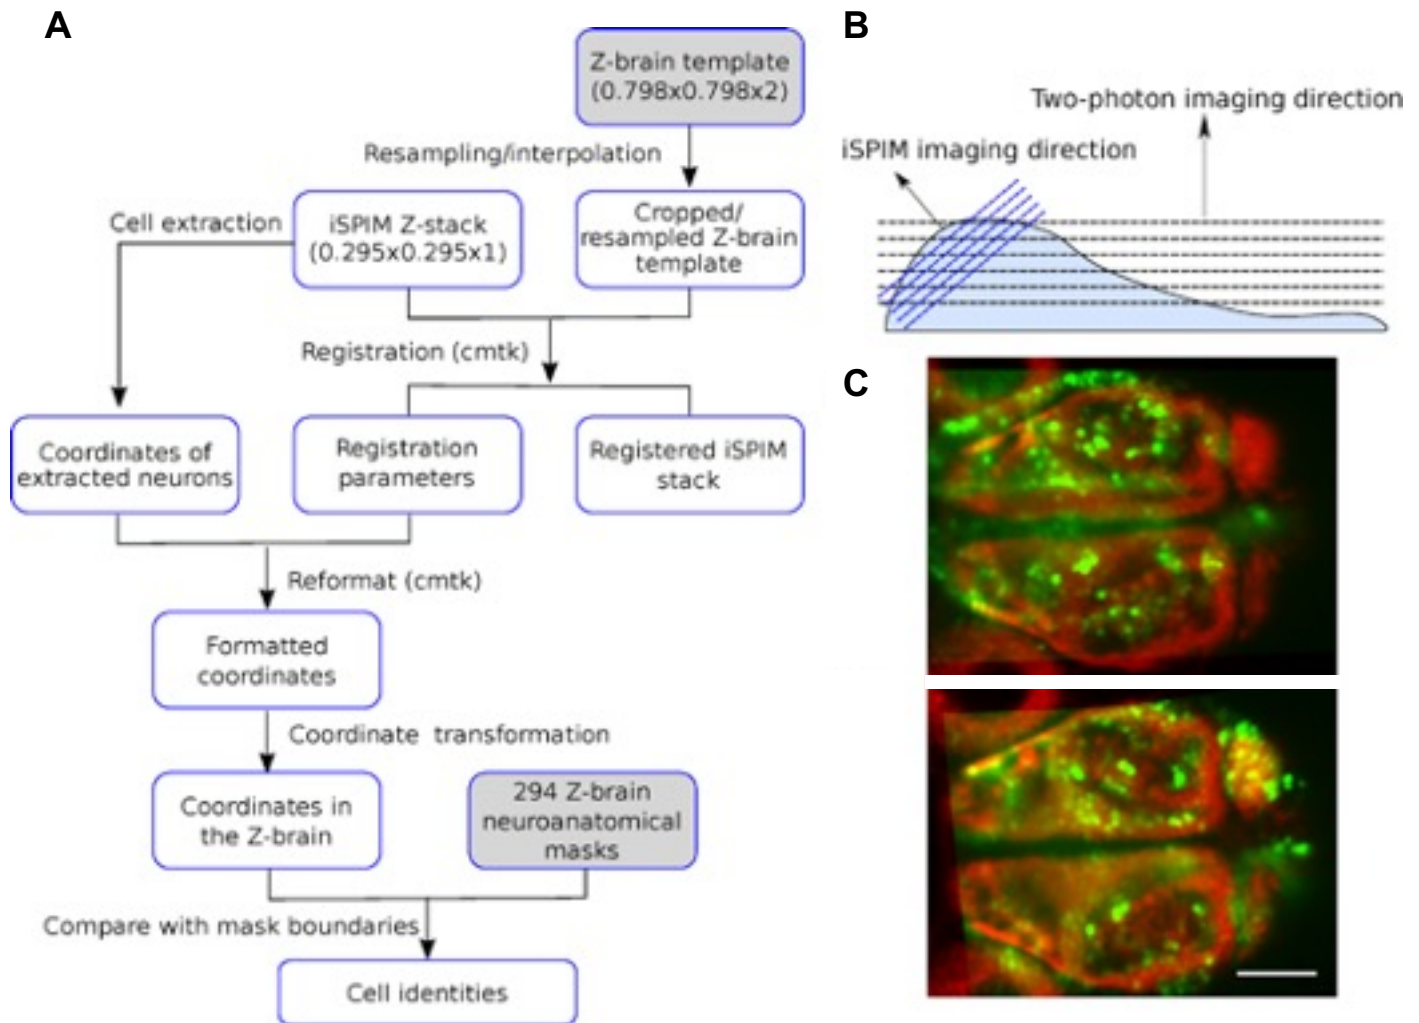 A
Z-brain template
(0.798x0.798x2)
Resampling/interpolation
Cell extraction
iSPIM Z-stack
(0.295x0.295x1)
Cropped/
resampled Z-brain
template
Registration (cmtk)
Coordinates of
extracted neurons
Registration
parameters
Registered iSPIM
stack
Reformat (cmtk)
Formatted
coordinates
Coordinate transformation
Coordinates in
the Z-brain
294 Z-brain
neuroanatomical
masks
Compare with mask boundaries
Cell identities
B
Two-photon imaging direction
iSPIM imaging direction
C